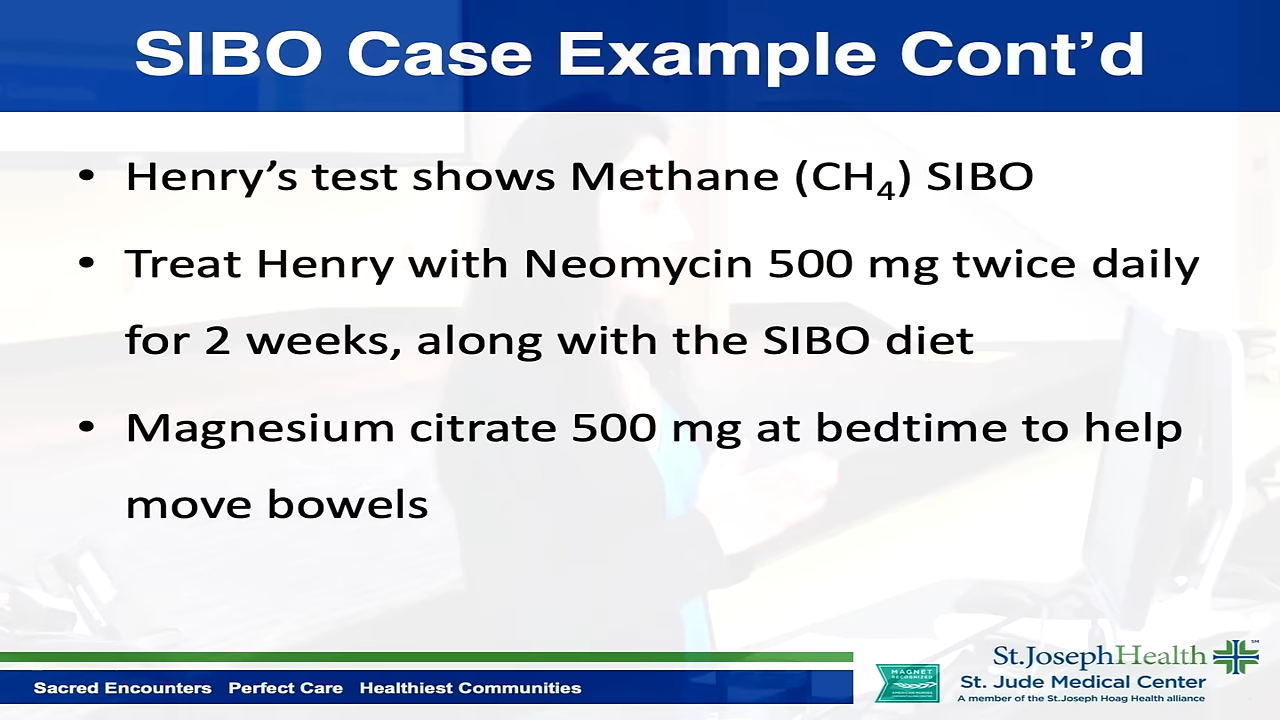 SIBO Case Example Cont’d
• Henry’s test shows Methane (CH₄) SIBO
• Treat Henry with Neomycin 500 mg twice daily
for 2 weeks, along with the SIBO diet
• Magnesium citrate 500 mg at bedtime to help
move bowels
Sacred Encounters Perfect Care Healthiest Communities
MAGNET
RECOGNIZED
St.JosephHealth
St. Jude Medical Center
A member of the St.Joseph Hoag Health alliance